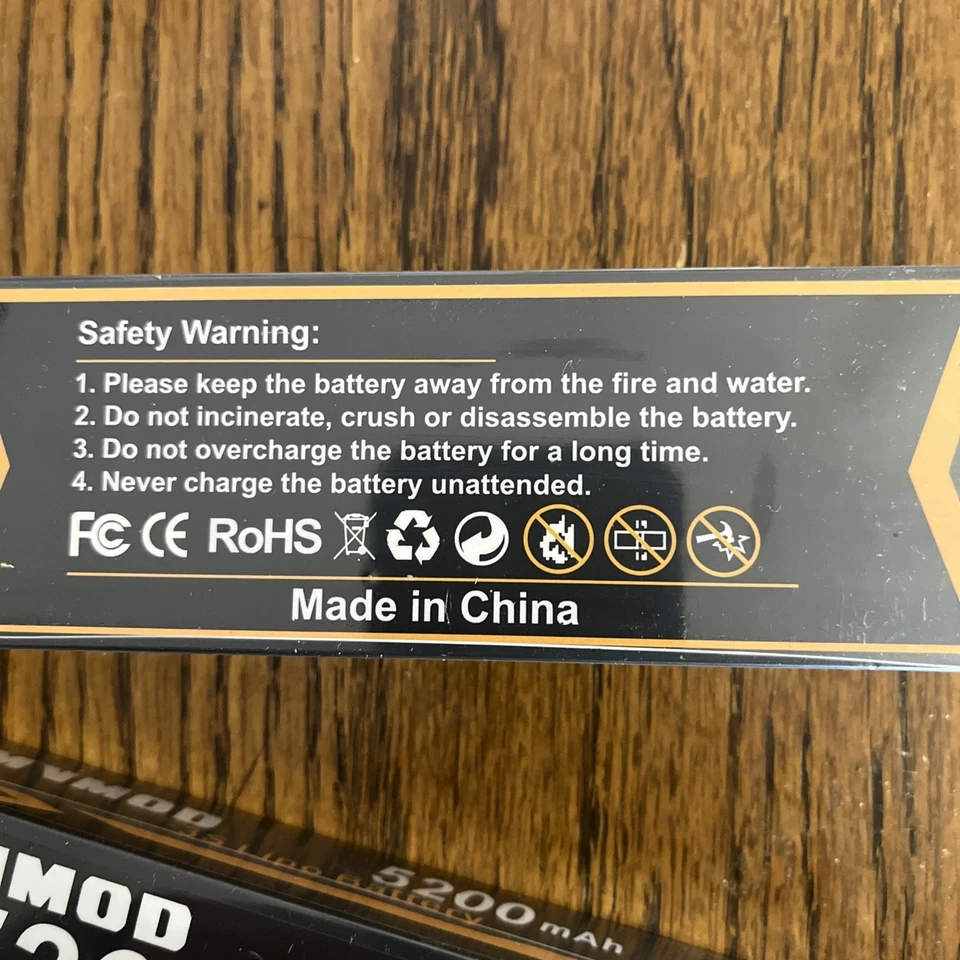 Safety Warning:
1. Please keep the battery away from the fire and water.
2. Do not incinerate, crush or disassemble the battery.
3. Do not overcharge the battery for a long time.
4. Never charge the battery unattended.
FC CE RoHS
Made in China
5200mAh
Lipo Battery